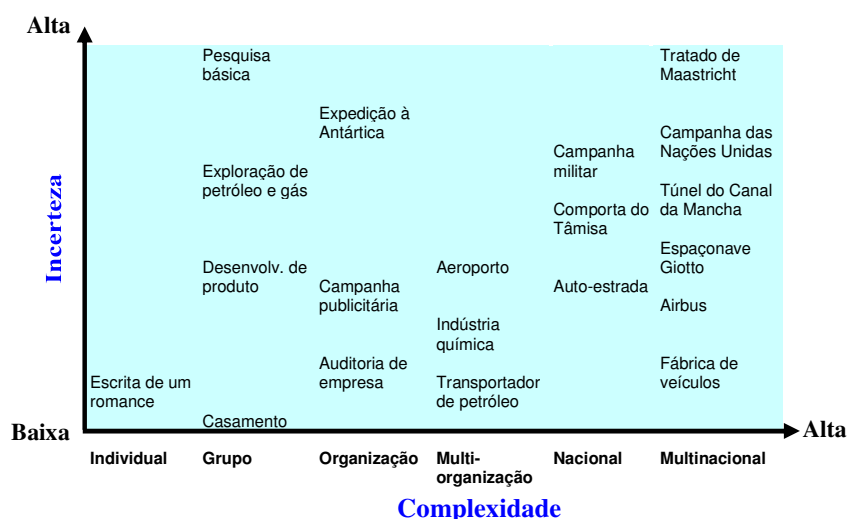 Alta
Pesquisa
básica
Tratado de
Maastricht
Expedição à
Antártica
Campanha das
Nações Unidas
Campanha
militar
Exploração de
petróleo e gás
Túnel do Canal
da Mancha
Comporta do
Tâmisa
Incerteza
Espaçonave
Giotto
Desenvolv. de
produto
Aeroporto
Campanha
publicitária
Auto-estrada
Airbus
Indústria
química
Auditoria de
empresa
Fábrica de
veículos
Escrita de um
romance
Transportador
de petróleo
Casamento
Baixa
Alta
Individual
Grupo
Organização
Multi-
organização
Nacional
Multinacional
Complexidade